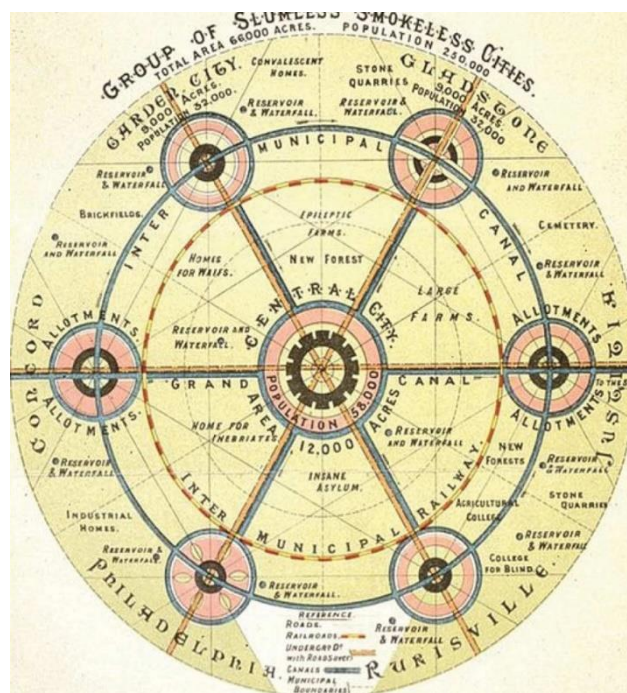 GROUP OF SLUMLESS SMOKELESS CITIES.
TOTAL AREA 66,000 ACRES. POPULATION 250,000
GARDEN CITY.
9,000 ACRES.
POPULATION 32,000.
CONVALESCENT
HOMES.
STONE
QUARRIES
GLADSTONE
9,000 ACRES
POPULATION
32,000
RESERVOIR
& WATERFALL.
RESERVOIR &
WATERFALL.
INTER MUNICIPAL CANAL
RESERVOIR
& WATERFALL
RESERVOIR
AND WATERFALL
BRICKFIELDS.
EPILEPTIC
FARMS.
CEMETERY.
RESERVOIR
AND WATERFALL
HOMES
FOR WAIFS.
NEW FOREST
RESERVOIR
& WATERFALL
LARGE
FARMS.
CONCORD
ALLOTMENTS.
RESERVOIR AND
WATERFALL.
CENTRAL CITY.
ALLOTMENTS
JUSTITIA
GRAND CANAL
TO THE S
AREA 12,000 ACRES
POPULATION 58,000
ALLOTMENTS.
ALLOTMENTS
HOME FOR
INEBRIATES.
RESERVOIR
AND WATERFALL
NEW
FORESTS
RESERVOIR
& WATERFALL
INSANE
ASYLUM.
RESERVOIR
& WATERFALL
STONE
QUARRIES
INTER MUNICIPAL RAILWAY.
AGRICULTURAL
COLLEGE
INDUSTRIAL
HOMES.
RESERVOIR
& WATERFALL
RESERVOIR &
WATERFALL
COLLEGE
FOR BLIND.
RESERVOIR
& WATERFALL.
PHILADELPHIA
RURISVILLE
REFERENCE
ROADS.
RAILROADS.
UNDERGRD Do
WITH ROADS OVER
CANALS
MUNICIPAL
BOUNDARIES
RESERVOIR
& WATERFALL